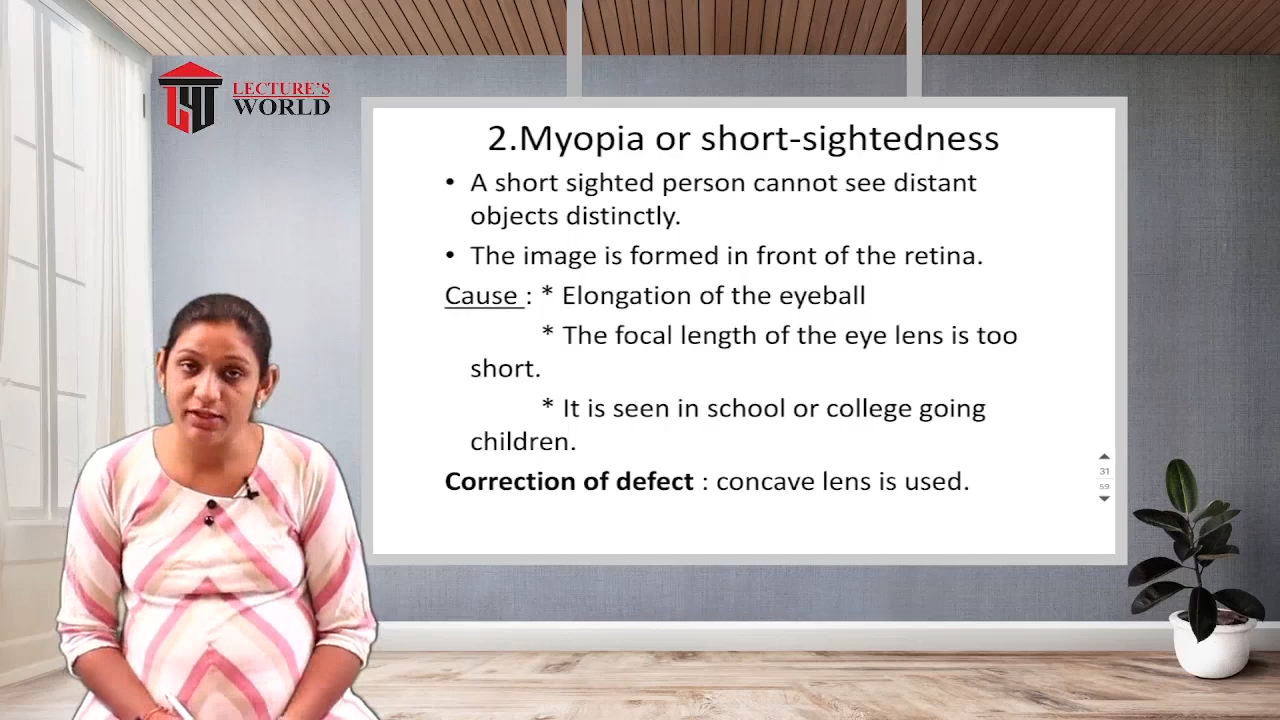 LECTURE'S
WORLD
2.Myopia or short-sightedness
• A short sighted person cannot see distant
objects distinctly.
• The image is formed in front of the retina.
Cause : * Elongation of the eyeball
* The focal length of the eye lens is too
short.
* It is seen in school or college going
children.
Correction of defect : concave lens is used.
31
59